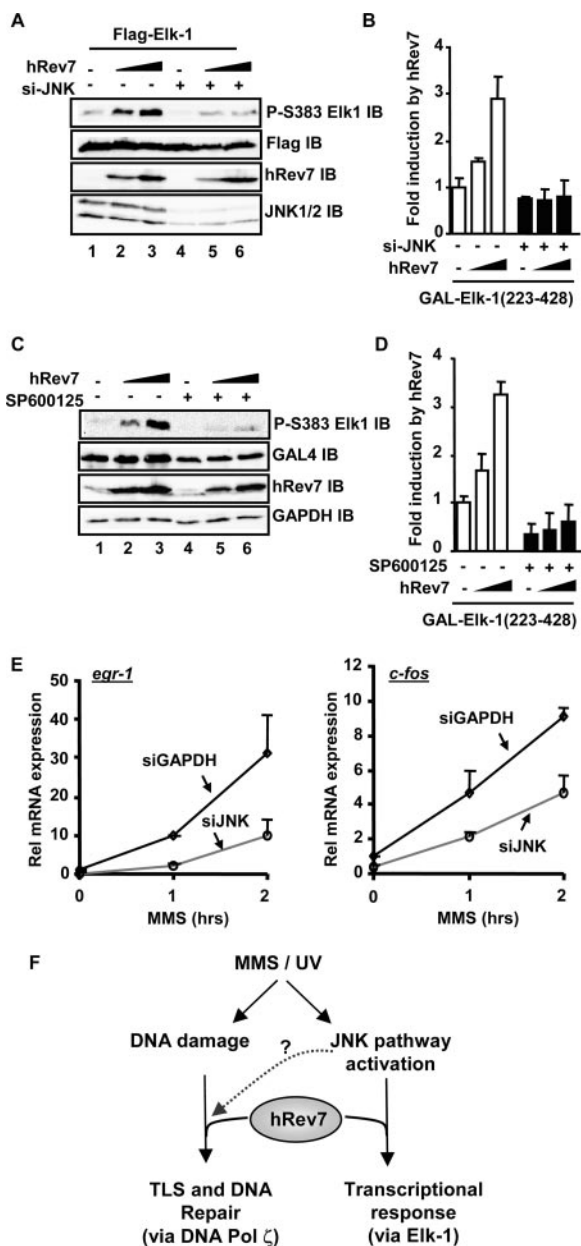 A
Flag-Elk-1
hRev7 -
si-JNK - - - + + +
P-S383 Elk1 IB
Flag IB
hRev7 IB
JNK1/2 IB
1 2 3 4 5 6
B
Fold induction by hRev7
4
3
2
1
0
si-JNK - - - + + +
hRev7 - -
GAL-Elk-1(223-428)
C
hRev7 - -
SP600125 - - - + + +
P-S383 Elk1 IB
GAL4 IB
hRev7 IB
GAPDH IB
1 2 3 4 5 6
D
Fold induction by hRev7
4
3
2
1
0
SP600125 - - - + + +
hRev7 - -
GAL-Elk-1(223-428)
E
egr-1
Rel mRNA expression
50
40
30
20
10
0
siGAPDH
siJNK
0 1 2
MMS (hrs)
c-fos
Rel mRNA expression
12
10
8
6
4
2
0
siGAPDH
siJNK
0 1 2
MMS (hrs)
F
MMS / UV
DNA damage
?
JNK pathway
activation
hRev7
TLS and DNA
Repair
(via DNA Pol ζ)
Transcriptional
response
(via Elk-1)